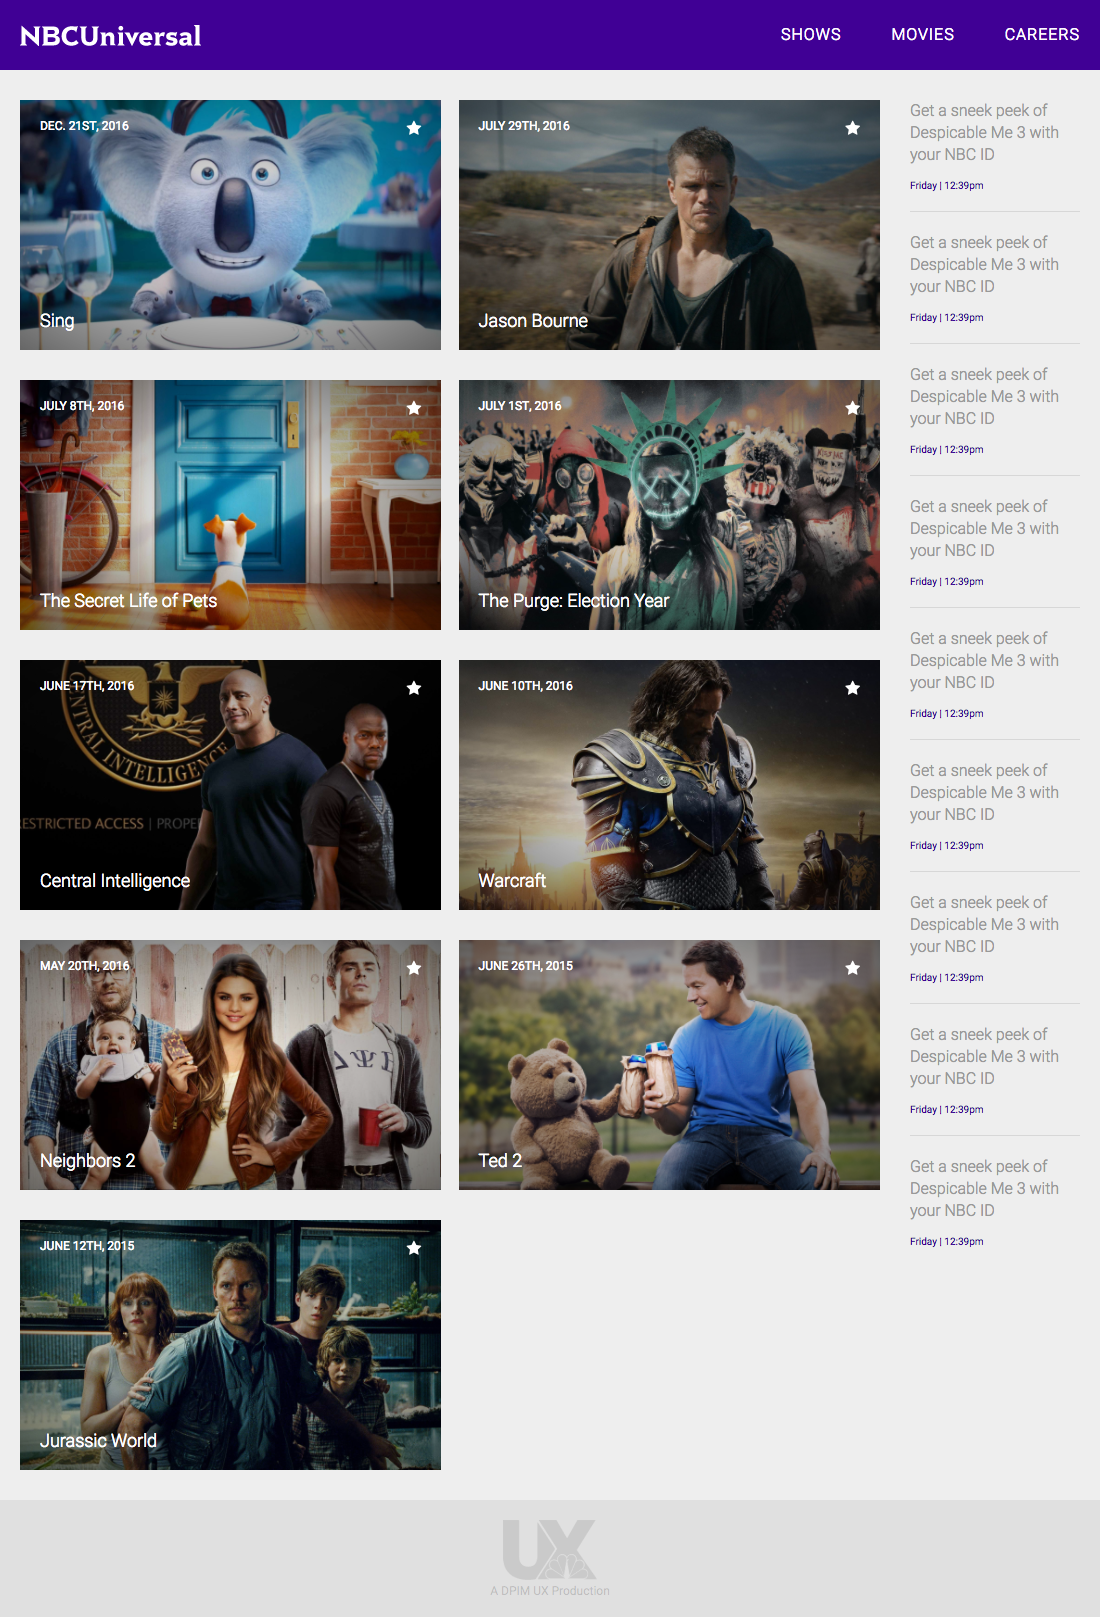 NBCUniversal
SHOWS
MOVIES
CAREERS
DEC. 21ST, 2016
Sing
JULY 29TH, 2016
Jason Bourne
JULY 8TH, 2016
The Secret Life of Pets
JULY 1ST, 2016
The Purge: Election Year
JUNE 17TH, 2016
CENTRAL INTELLIGENCE
ESTRICTED ACCESS | PROPE
Central Intelligence
JUNE 10TH, 2016
Warcraft
MAY 20TH, 2016
ΔΨΕ
Neighbors 2
JUNE 26TH, 2015
Ted 2
JUNE 12TH, 2015
Jurassic World
Get a sneek peek of
Despicable Me 3 with
your NBC ID
Friday | 12:39pm
Get a sneek peek of
Despicable Me 3 with
your NBC ID
Friday | 12:39pm
Get a sneek peek of
Despicable Me 3 with
your NBC ID
Friday | 12:39pm
Get a sneek peek of
Despicable Me 3 with
your NBC ID
Friday | 12:39pm
Get a sneek peek of
Despicable Me 3 with
your NBC ID
Friday | 12:39pm
Get a sneek peek of
Despicable Me 3 with
your NBC ID
Friday | 12:39pm
Get a sneek peek of
Despicable Me 3 with
your NBC ID
Friday | 12:39pm
Get a sneek peek of
Despicable Me 3 with
your NBC ID
Friday | 12:39pm
Get a sneek peek of
Despicable Me 3 with
your NBC ID
Friday | 12:39pm
UX
A DPIM UX Production